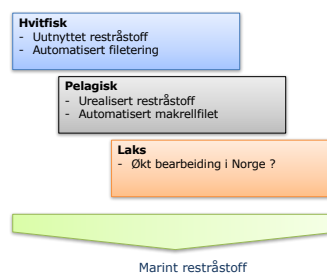 Hvitfisk
- Uutnyttet restråstoff
- Automatisert filetering
Pelagisk
- Urealisert restråstoff
- Automatisert makrellfilet
Laks
- Økt bearbeiding i Norge ?
Marint restråstoff